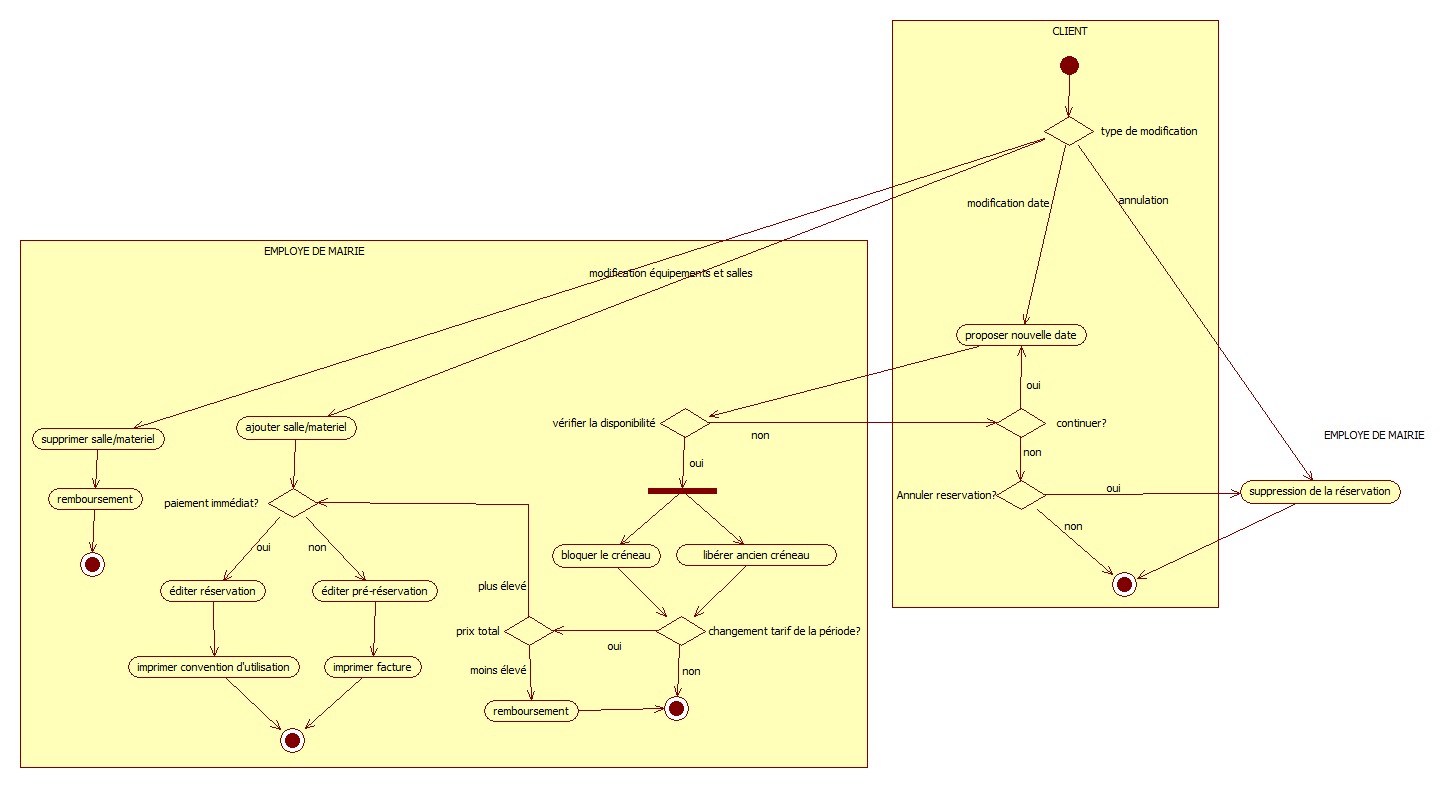 CLIENT
type de modification
modification date
annulation
EMPLOYE DE MAIRIE
modification équipements et salles
proposer nouvelle date
oui
supprimer salle/materiel
ajouter salle/materiel
vérifier la disponibilité
non
continuer?
EMPLOYE DE MAIRIE
oui
non
remboursement
paiement immédiat?
Annuler reservation?
oui
suppression de la réservation
non
oui
non
bloquer le créneau
libérer ancien créneau
plus élevé
éditer réservation
éditer pré-réservation
prix total
oui
changement tarif de la période?
imprimer convention d'utilisation
imprimer facture
moins élevé
non
remboursement